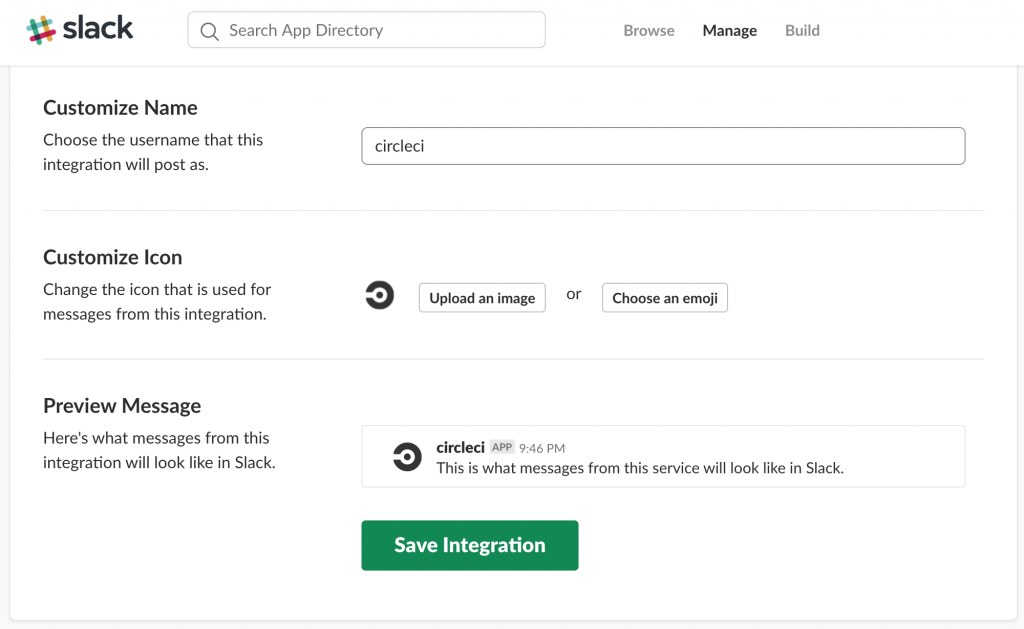 slack
Search App Directory
Browse
Manage
Build
Customize Name
Choose the username that this
integration will post as.
circleci
Customize Icon
Change the icon that is used for
messages from this integration.
Upload an image
or
Choose an emoji
Preview Message
Here's what messages from this
integration will look like in Slack.
circleci APP 9:46 PM
This is what messages from this service will look like in Slack.
Save Integration